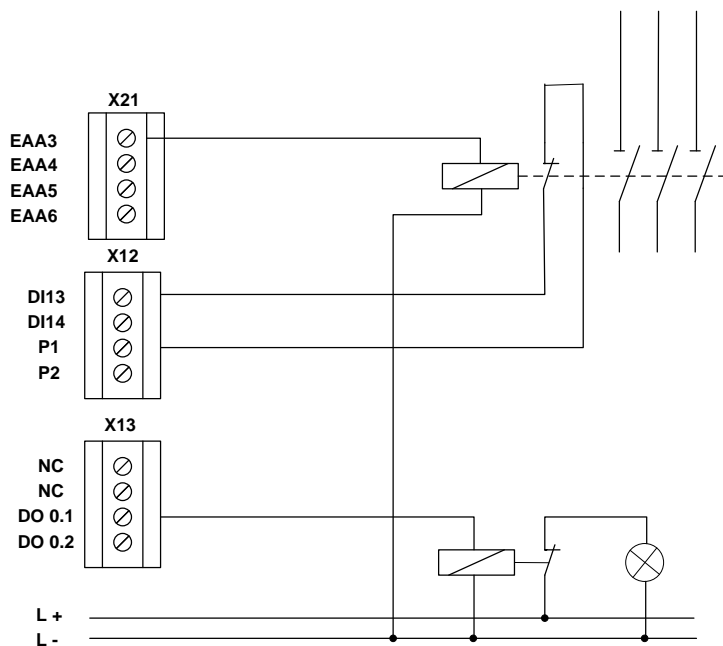 X21
EAA3
EAA4
EAA5
EAA6
X12
DI13
DI14
P1
P2
X13
NC
NC
DO 0.1
DO 0.2
L +
L -